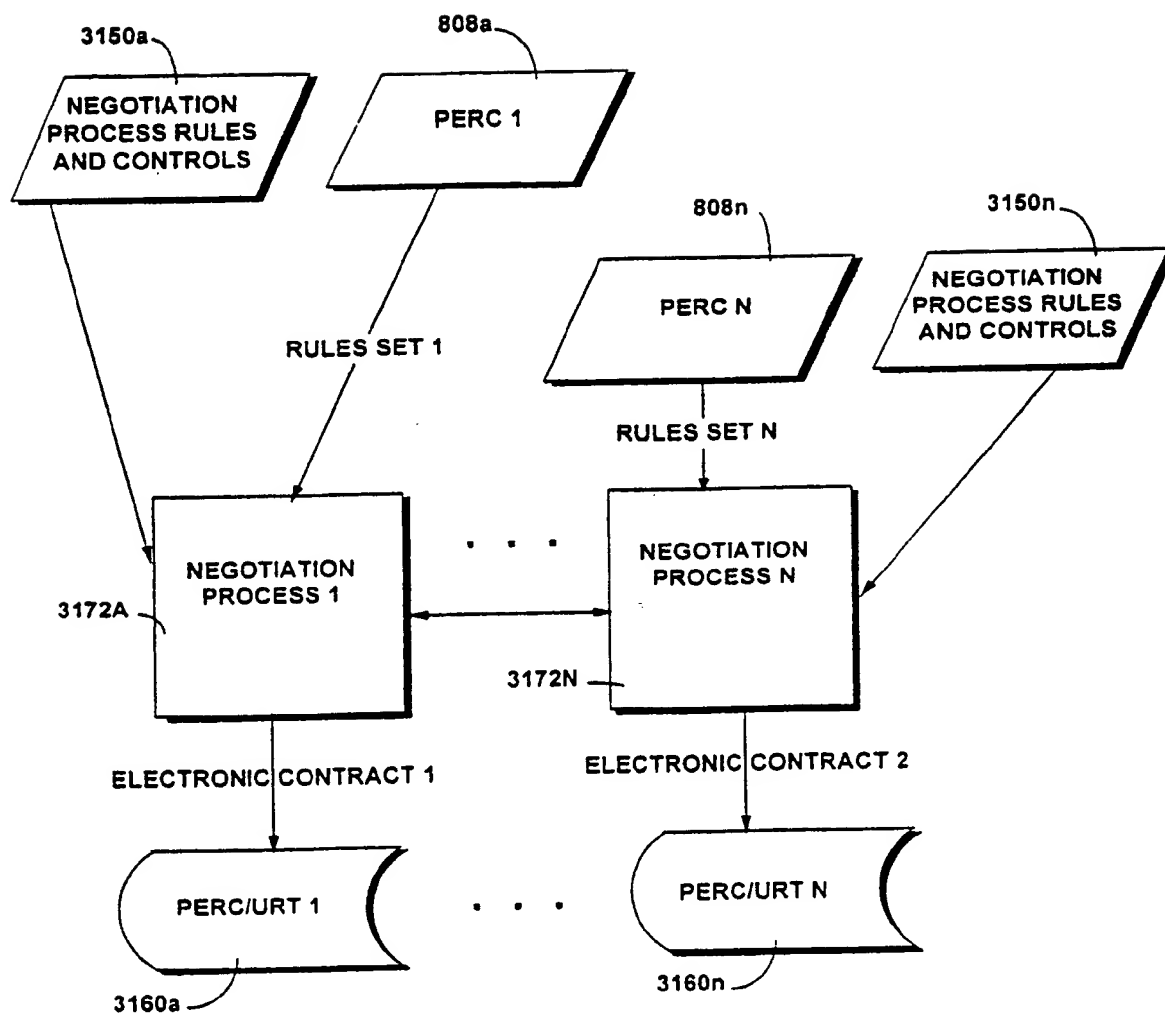 3150a
808a
NEGOTIATION
PROCESS RULES
AND CONTROLS
PERC 1
808n
3150n
PERC N
NEGOTIATION
PROCESS RULES
AND CONTROLS
RULES SET 1
RULES SET N
NEGOTIATION
PROCESS 1
. . .
NEGOTIATION
PROCESS N
3172A
3172N
ELECTRONIC CONTRACT 1
ELECTRONIC CONTRACT 2
PERC/URT 1
. . .
PERC/URT N
3160a
3160n